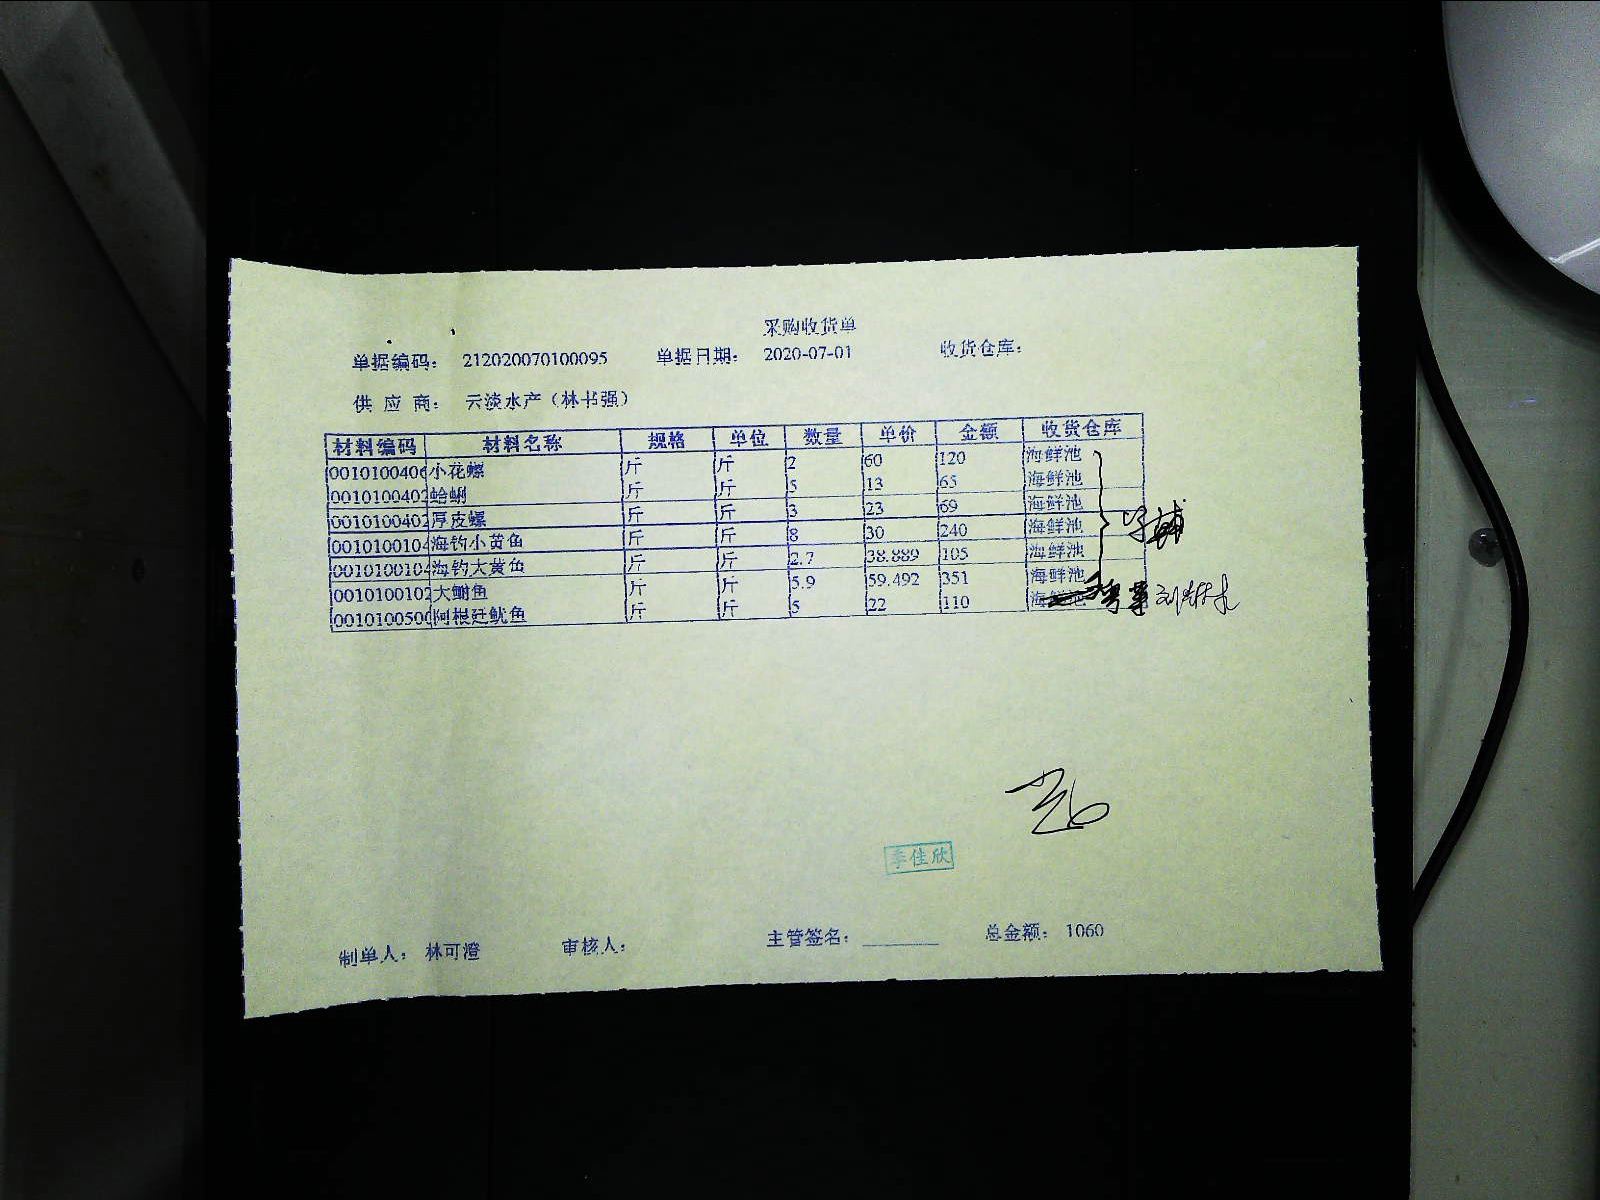 采购收货单
单据编码： 212020070100095 单据日期： 2020-07-01 收货仓库：
供 应 商： 云淡水产（林书强）
材料编码 材料名称 规格 单位 数量 单价 金额 收货仓库
0010100406 小花螺 斤 斤 2 60 120 海鲜池
001010040 蛤蜊 斤 斤 5 13 65 海鲜池
001010040 厚皮螺 斤 斤 3 23 69 海鲜池
001010010 海钓小黄鱼 斤 斤 8 30 240 海鲜池
001010010 海钓大黄鱼 斤 斤 2.7 38.889 105 海鲜池
001010010 大鮰鱼 斤 斤 5.9 59.492 351 海鲜池
001010050 阿根廷鱿鱼 斤 斤 5 22 110
李佳欣
制单人： 林可澄 审核人： 主管签名： 总金额： 1060